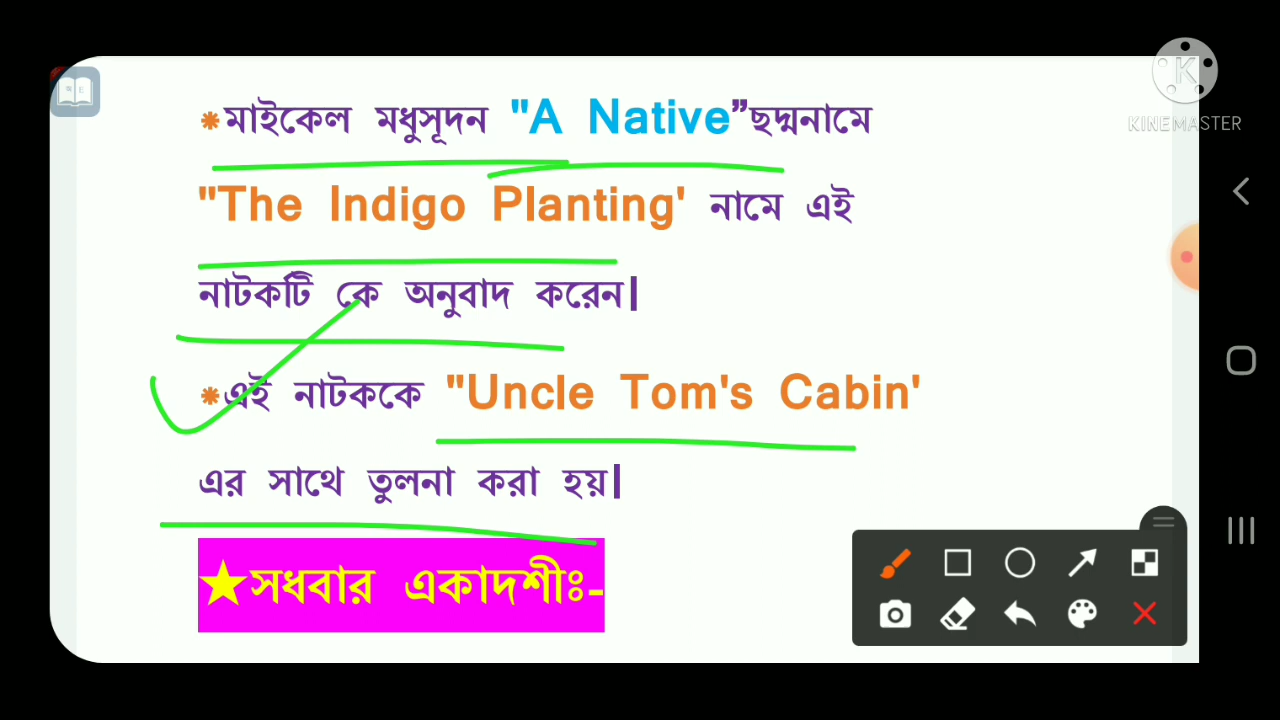 *মাইকেল মধুসূদন "A Native”ছদ্মনামে
"The Indigo Planting' নামে এই
নাটকটি কে অনুবাদ করেন|
*এই নাটককে "Uncle Tom's Cabin'
এর সাথে তুলনা করা হয়|
★সধবার একাদশীঃ-
K
KINEMASTER